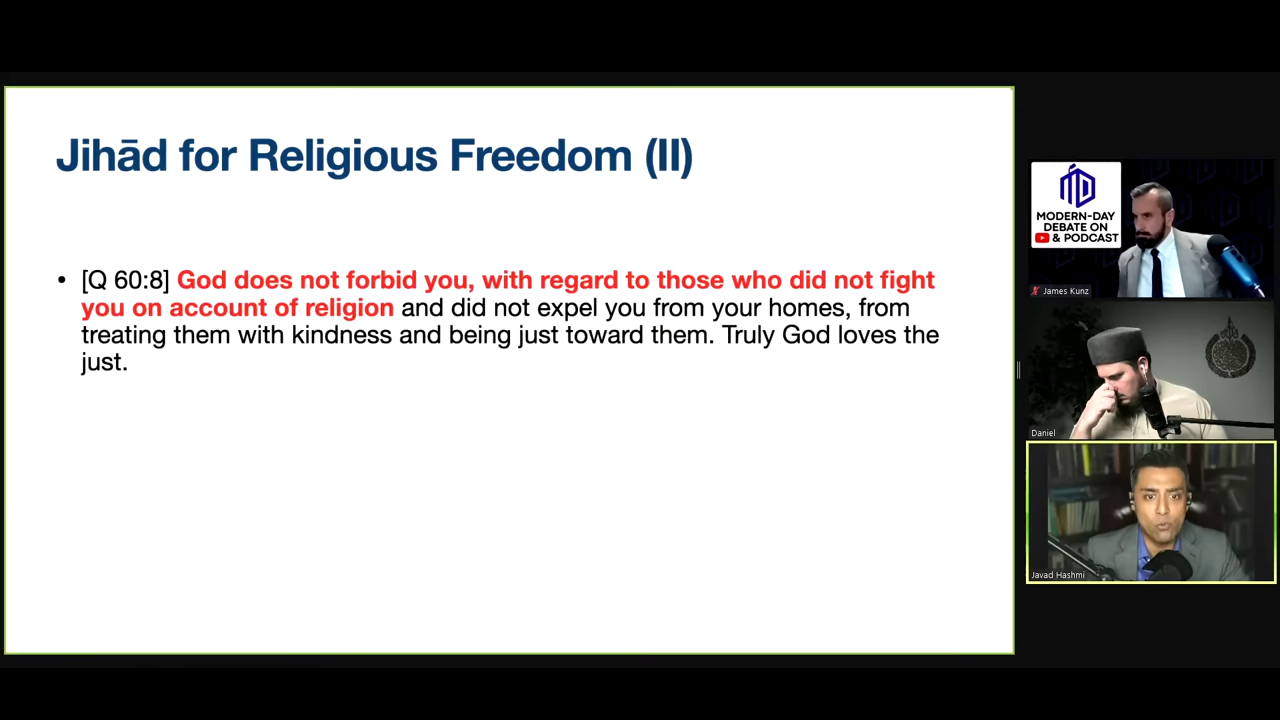 Jihād for Religious Freedom (II)
• [Q 60:8] God does not forbid you, with regard to those who did not fight
you on account of religion and did not expel you from your homes, from
treating them with kindness and being just toward them. Truly God loves the
just.
MODERN-DAY
DEBATE ON
& PODCAST
James Kunz
Daniel
Javad Hashmi